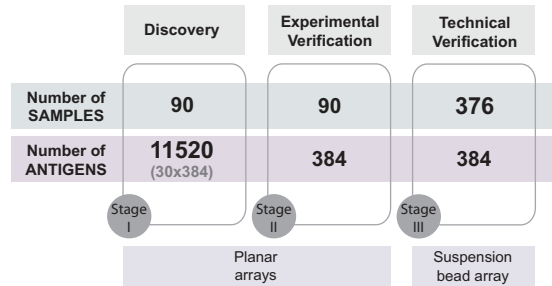 Discovery
Experimental
Verification
Technical
Verification
Number of
SAMPLES
90
90
376
Number of
ANTIGENS
11520
(30x384)
384
384
Stage
I
Stage
II
Stage
III
Planar
arrays
Suspension
bead array